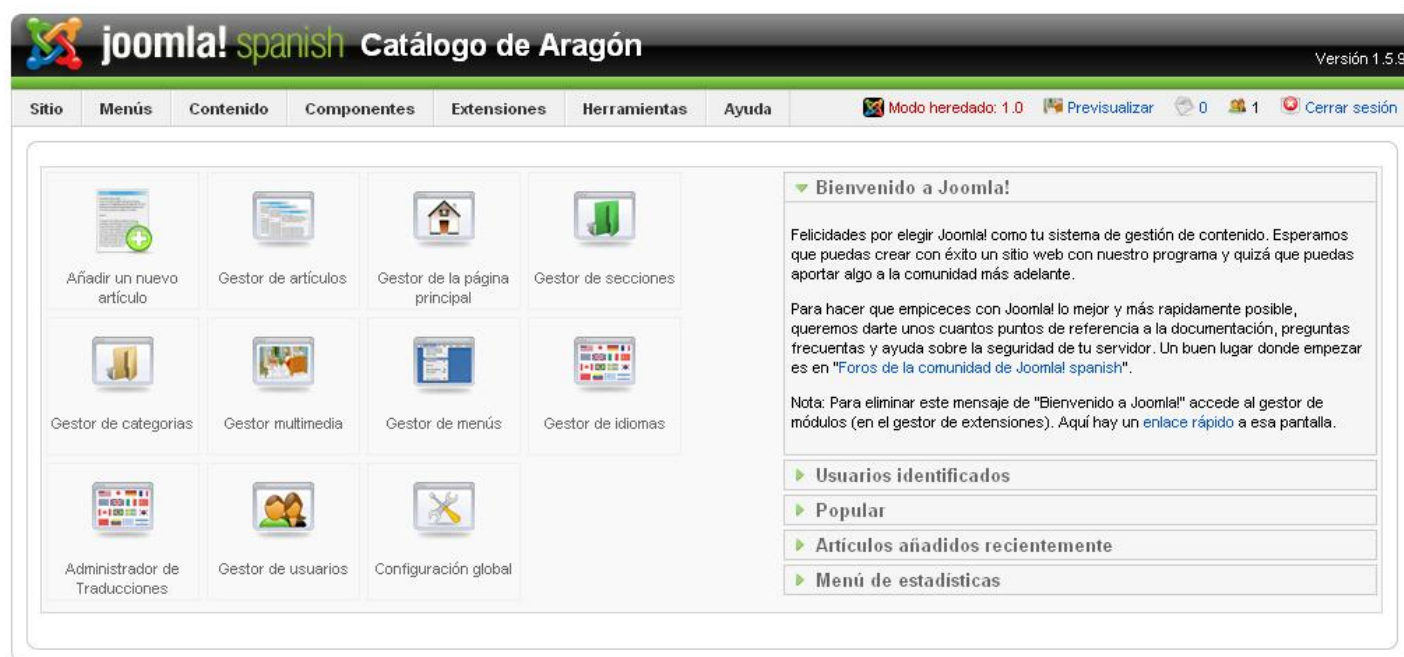 joomla! spanish Catálogo de Aragón
Versión 1.5.9
Sitio Menús Contenido Componentes Extensiones Herramientas Ayuda Modo heredado: 1.0 Previsualizar 0 1 Cerrar sesión
Añadir un nuevo
artículo
Gestor de artículos
Gestor de la página
principal
Gestor de secciones
Gestor de categorias
Gestor multimedia
Gestor de menús
Gestor de idiomas
Administrador de
Traducciones
Gestor de usuarios
Configuración global
Bienvenido a Joomla!
Felicidades por elegir Joomla! como tu sistema de gestión de contenido. Esperamos
que puedas crear con éxito un sitio web con nuestro programa y quizá que puedas
aportar algo a la comunidad más adelante.
Para hacer que empiceces con Joomla! lo mejor y más rapidamente posible,
queremos darte unos cuantos puntos de referencia a la documentación, preguntas
frecuentes y ayuda sobre la seguridad de tu servidor. Un buen lugar donde empezar
es en "Foros de la comunidad de Joomla! spanish".
Nota: Para eliminar este mensaje de "Bienvenido a Joomla!" accede al gestor de
módulos (en el gestor de extensiones). Aquí hay un enlace rápido a esa pantalla.
Usuarios identificados
Popular
Artículos añadidos recientemente
Menú de estadísticas